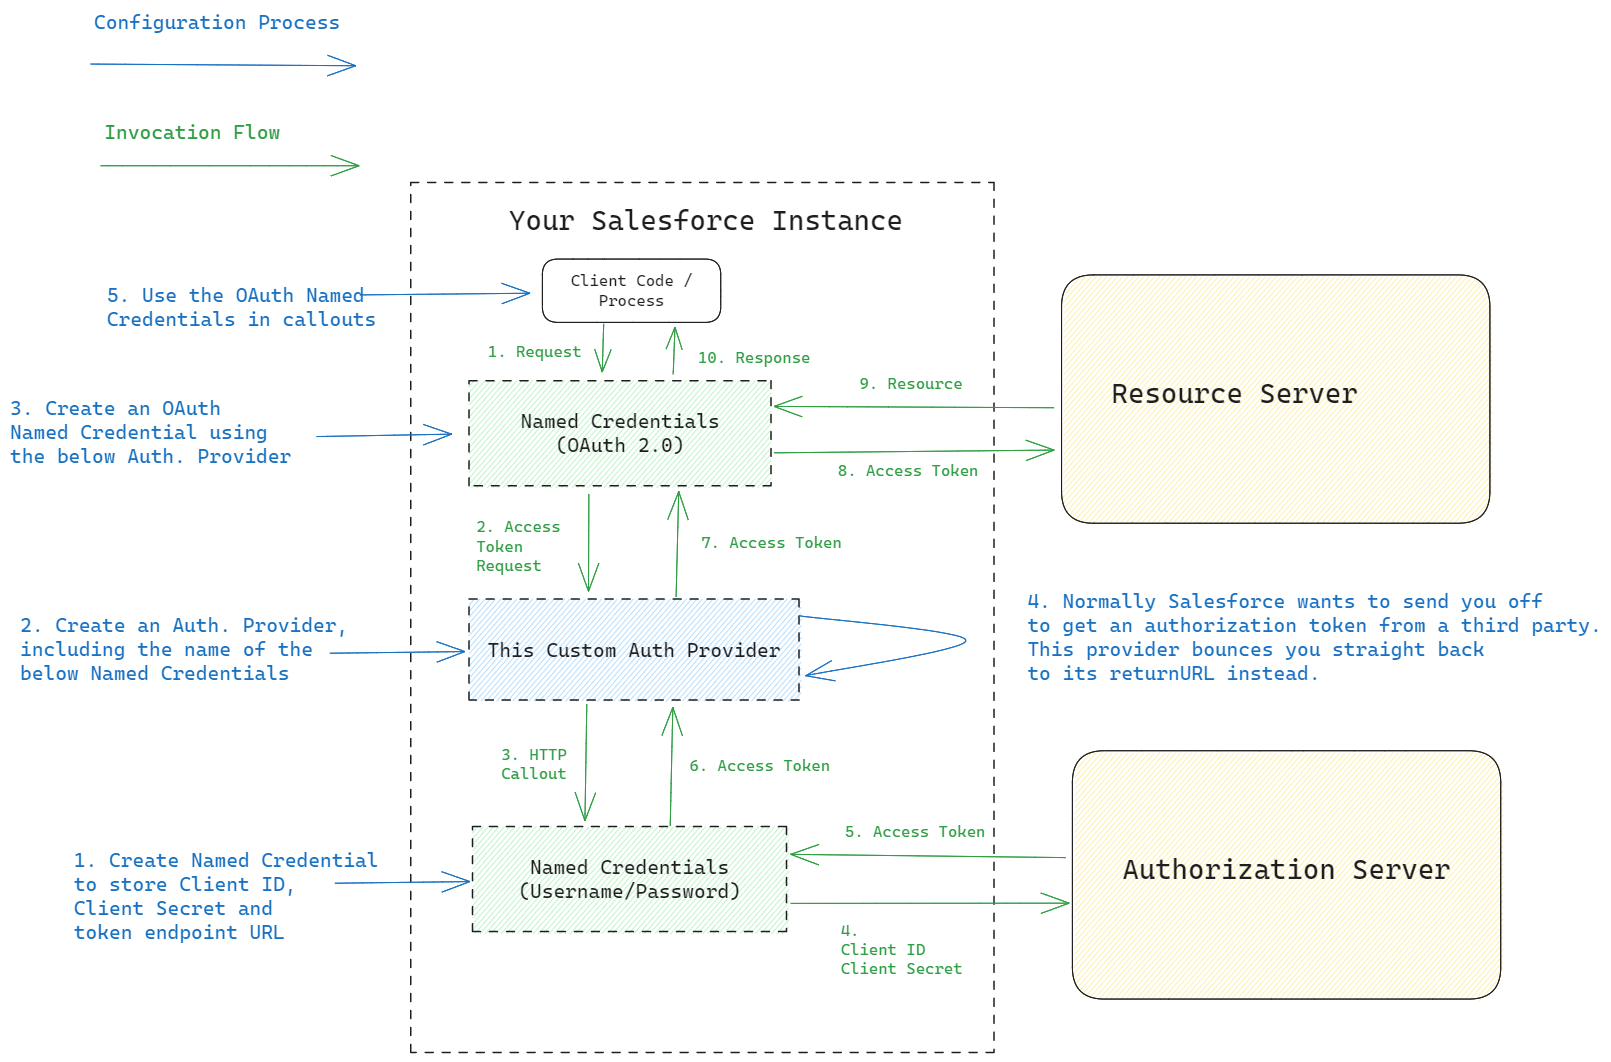 Configuration Process
Invocation Flow
Your Salesforce Instance
Client Code /
Process
5. Use the OAuth Named
Credentials in callouts
1. Request
10. Response
9. Resource
Resource Server
3. Create an OAuth
Named Credential using
the below Auth. Provider
Named Credentials
(OAuth 2.0)
8. Access Token
2. Access
Token
Request
7. Access Token
4. Normally Salesforce wants to send you off
to get an authorization token from a third party.
This provider bounces you straight back
to its returnURL instead.
2. Create an Auth. Provider,
including the name of the
below Named Credentials
This Custom Auth Provider
3. HTTP
Callout
6. Access Token
5. Access Token
1. Create Named Credential
to store Client ID,
Client Secret and
token endpoint URL
Named Credentials
(Username/Password)
Authorization Server
4.
Client ID
Client Secret